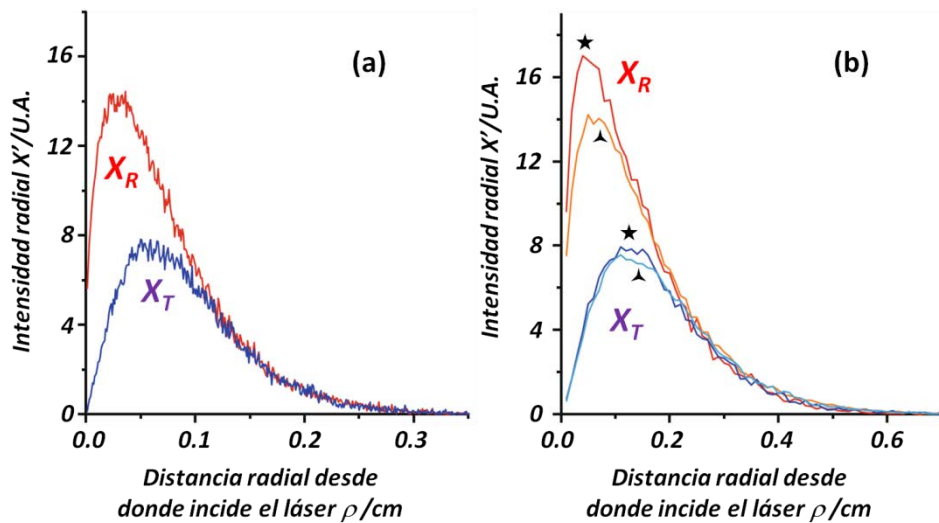 Intensidad radial X'/U.A.
16
12
8
4
0
(a)
X_R
X_T
0.0 0.1 0.2 0.3
Distancia radial desde
donde incide el láser ρ /cm
Intensidad radial X'/U.A.
16
12
8
4
0
(b)
X_R
X_T
0.0 0.2 0.4 0.6
Distancia radial desde
donde incide el láser ρ /cm